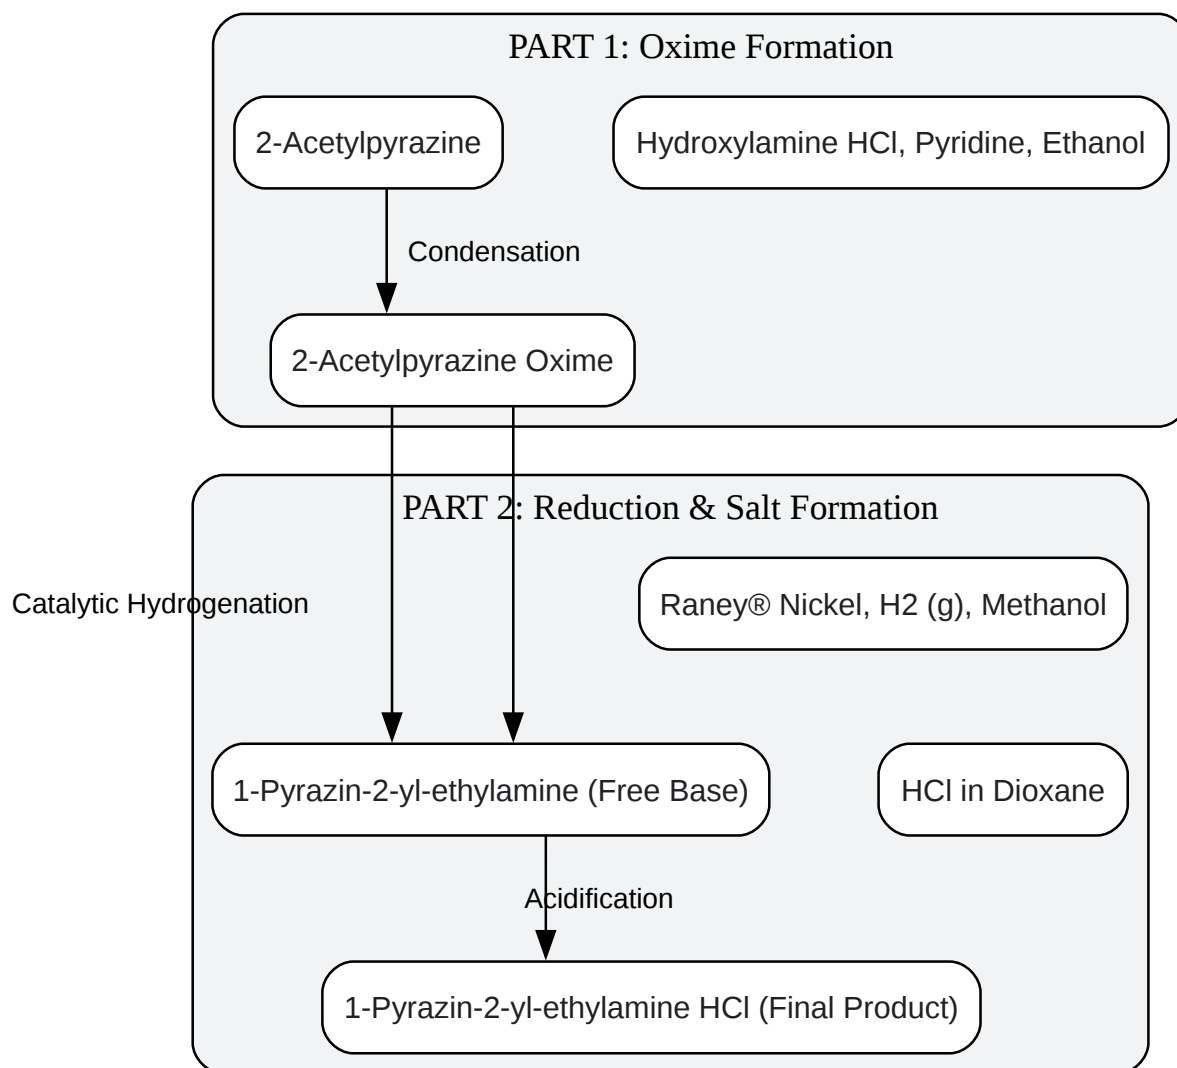 PART 1: Oxime Formation
2-Acetylpyrazine
Hydroxylamine HCl, Pyridine, Ethanol
Condensation
2-Acetylpyrazine Oxime
PART 2: Reduction & Salt Formation
Catalytic Hydrogenation
Raney® Nickel, H2 (g), Methanol
1-Pyrazin-2-yl-ethylamine (Free Base)
HCl in Dioxane
Acidification
1-Pyrazin-2-yl-ethylamine HCl (Final Product)